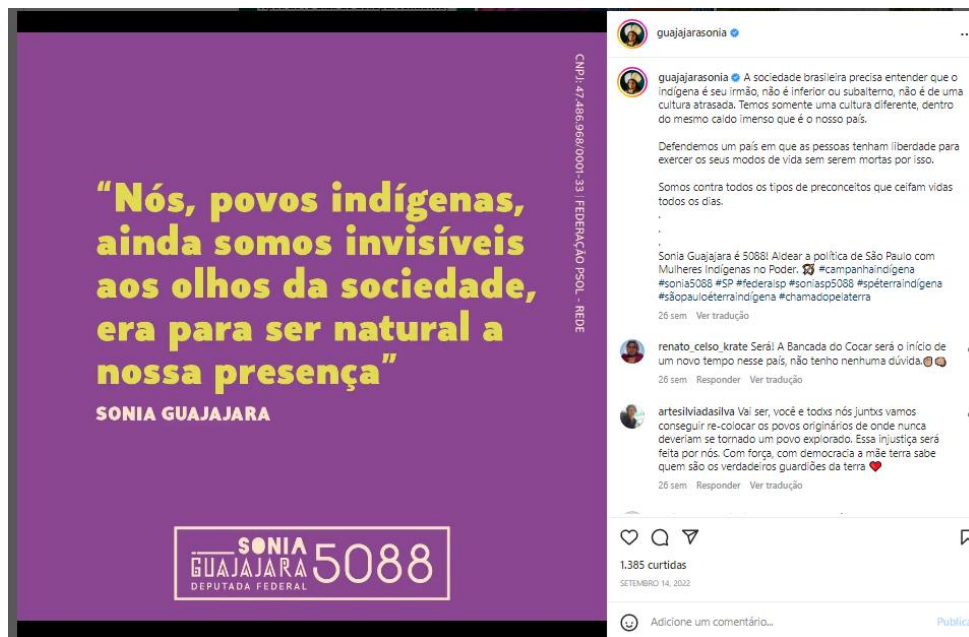 CNPJ: 47.486.968/0001-33 | FEDERAÇÃO PSOL - REDE
“Nós, povos indígenas,
ainda somos invisíveis
aos olhos da sociedade,
era para ser natural a
nossa presença”
SONIA GUAJAJARA
SONIA
GUAJAJARA 5088
DEPUTADA FEDERAL
guajajarasonia
guajajarasonia A sociedade brasileira precisa entender que o
indígena é seu irmão, não é inferior ou subalterno, não é de uma
cultura atrasada. Temos somente uma cultura diferente, dentro
do mesmo caldo imenso que é o nosso país.
Defendemos um país em que as pessoas tenham liberdade para
exercer os seus modos de vida sem serem mortas por isso.
Somos contra todos os tipos de preconceitos que ceifam vidas
todos os dias.
.
.
.
Sonia Guajajara é 5088! Aldear a política de São Paulo com
Mulheres Indígenas no Poder. 🏹 #campanhaindígena
#sonia5088 #SP #federalsp #soniasp5088 #spéterraindígena
#sãopauloéterraindígena #chamadopelaterra
26 sem Ver tradução
renato_celso_krate Será! A Bancada do Cocar será o início de
um novo tempo nesse país, não tenho nenhuma dúvida.✊🏽👏🏽
26 sem Responder Ver tradução
artesilviadasilva Vai ser, você e todxs nós juntxs vamos
conseguir re-colocar os povos originários de onde nunca
deveriam se tornado um povo explorado. Essa injustiça será
feita por nós. Com força, com democracia a mãe terra sabe
quem são os verdadeiros guardiões da terra ❤️
26 sem Responder Ver tradução
1.385 curtidas
SETEMBRO 14, 2022
Adicione um comentário... Publica